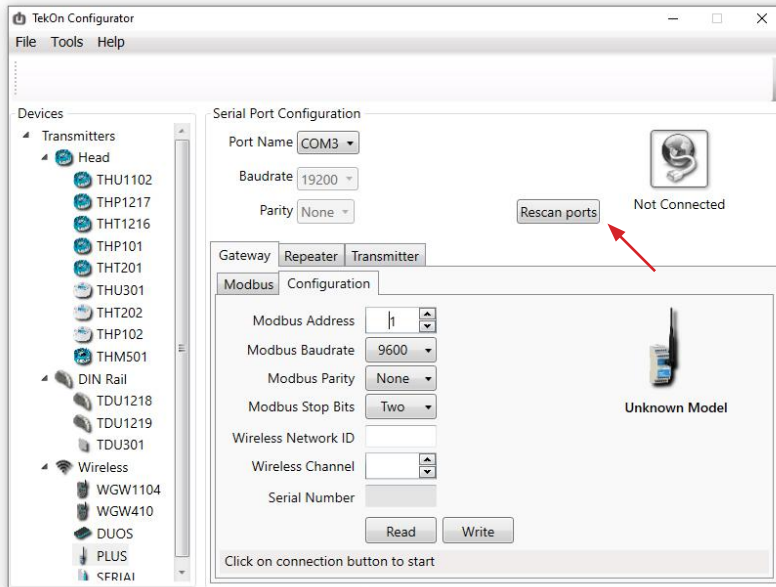 TekOn Configurator
File Tools Help
Devices
Transmitters
Head
THU1102
THP1217
THT1216
THP101
THT201
THU301
THT202
THP102
THM501
DIN Rail
TDU1218
TDU1219
TDU301
Wireless
WGW1104
WGW410
DUOS
PLUS
SERIAL
Serial Port Configuration
Port Name COM3
Baudrate 19200
Parity None
Rescan ports
Not Connected
Gateway Repeater Transmitter
Modbus Configuration
Modbus Address 1
Modbus Baudrate 9600
Modbus Parity None
Modbus Stop Bits Two
Wireless Network ID
Wireless Channel
Serial Number
Unknown Model
Read Write
Click on connection button to start